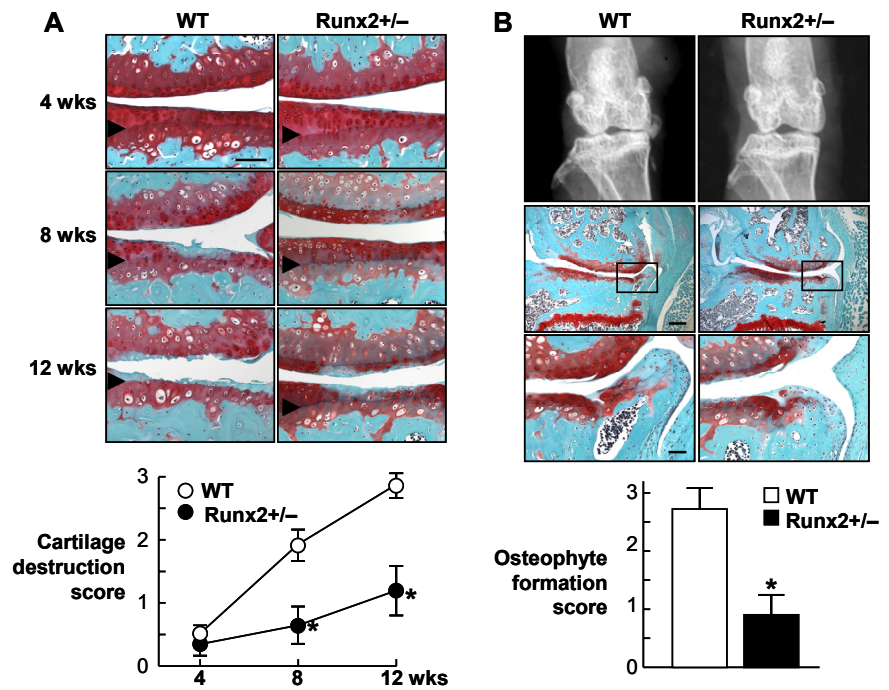 A
WT
Runx2+/–
4 wks
8 wks
12 wks
Cartilage
destruction
score
3
2
1
0
WT
Runx2+/–
*
*
4
8
12 wks
B
WT
Runx2+/–
Osteophyte
formation
score
3
2
1
0
WT
Runx2+/–
*